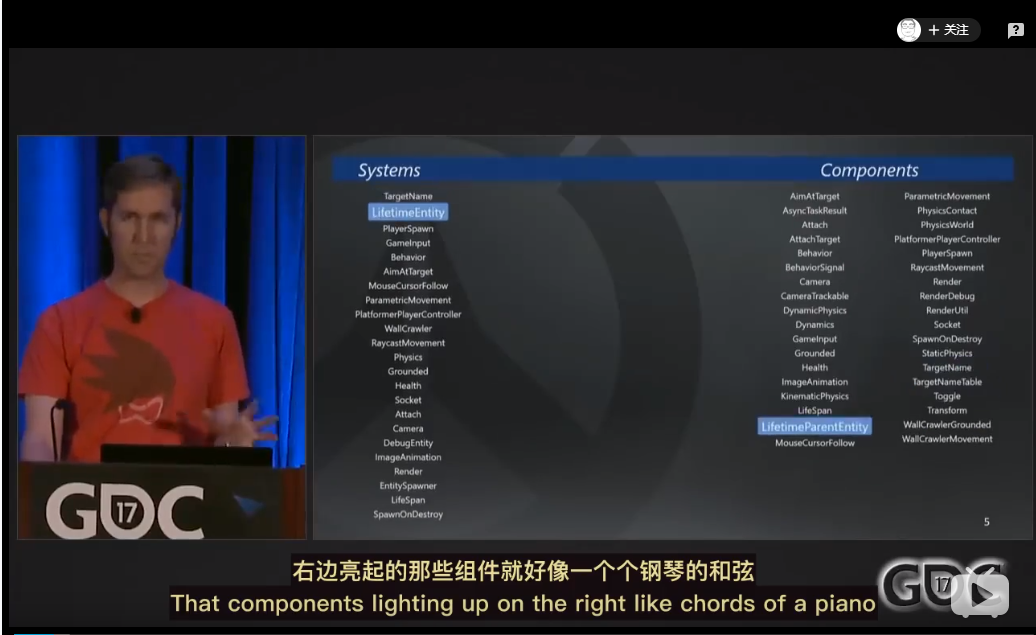 + 关注
?
Systems
TargetName
LifetimeEntity
PlayerSpawn
GameInput
Behavior
AimAtTarget
MouseCursorFollow
ParametricMovement
PlatformerPlayerController
WallCrawler
RaycastMovement
Physics
Grounded
Health
Socket
Attach
Camera
DebugEntity
ImageAnimation
Render
EntitySpawner
LifeSpan
SpawnOnDestroy
Components
AimAtTarget
AsyncTaskResult
Attach
AttachTarget
Behavior
BehaviorSignal
Camera
CameraTrackable
DynamicPhysics
Dynamics
GameInput
Grounded
Health
ImageAnimation
KinematicPhysics
LifeSpan
LifetimeParentEntity
MouseCursorFollow
ParametricMovement
PhysicsContact
PhysicsWorld
PlatformerPlayerController
PlayerSpawn
RaycastMovement
Render
RenderDebug
RenderUtil
Socket
SpawnOnDestroy
StaticPhysics
TargetName
TargetNameTable
Toggle
Transform
WallCrawlerGrounded
WallCrawlerMovement
5
GDC 17
右边亮起的那些组件就好像一个个钢琴的和弦
That components lighting up on the right like chords of a piano
GDC 17